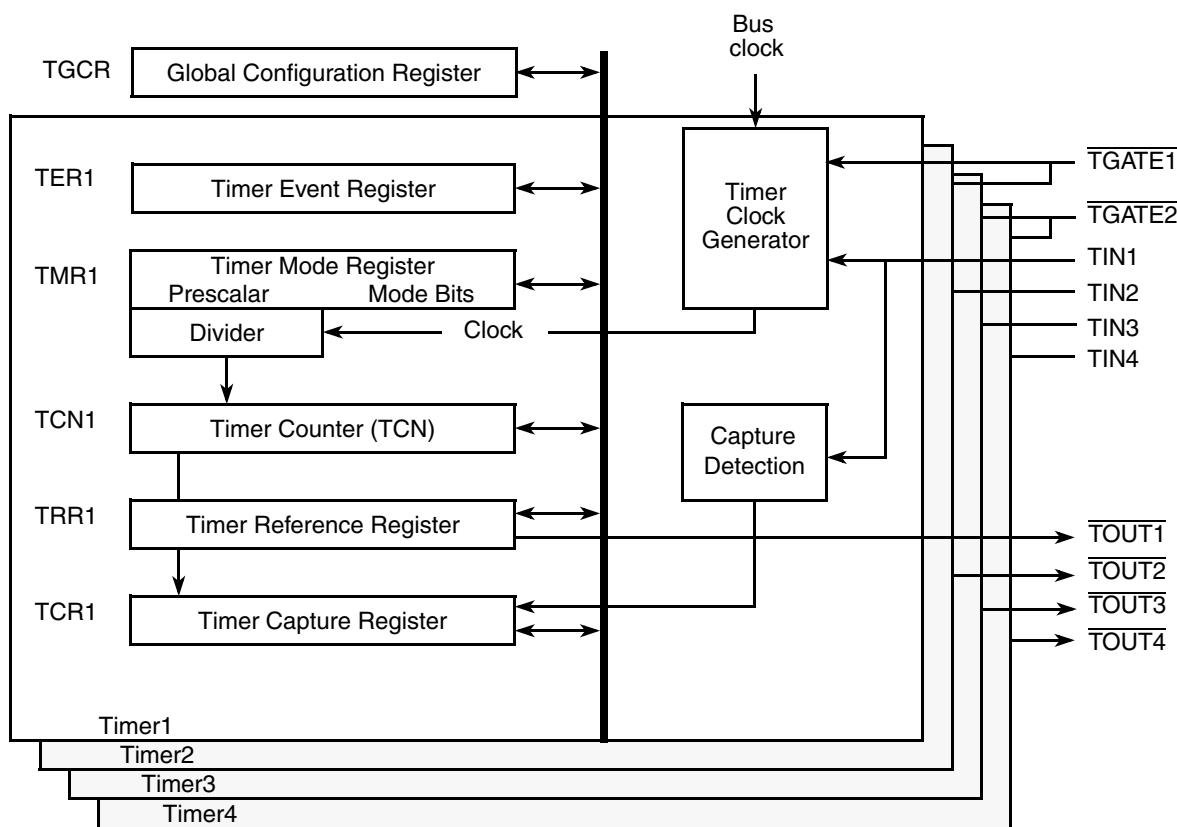 Bus
clock
TGCR
Global Configuration Register
TER1
Timer Event Register
Timer
Clock
Generator
TGATE1
TGATE2
TIN1
TIN2
TIN3
TIN4
TMR1
Timer Mode Register
Prescalar Mode Bits
Divider
Clock
TCN1
Timer Counter (TCN)
Capture
Detection
TRR1
Timer Reference Register
TOUT1
TOUT2
TOUT3
TOUT4
TCR1
Timer Capture Register
Timer1
Timer2
Timer3
Timer4